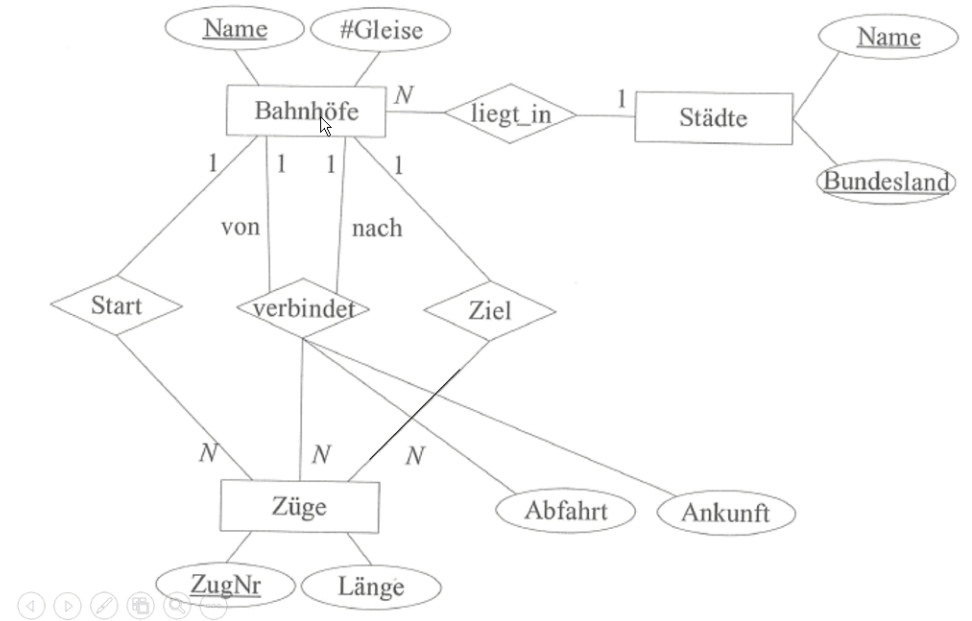 Name
#Gleise
Name
Bahnhöfe
N
liegt_in
1
Städte
Bundesland
1
1
1
1
von
nach
Start
verbindet
Ziel
N
N
N
Züge
Abfahrt
Ankunft
ZugNr
Länge